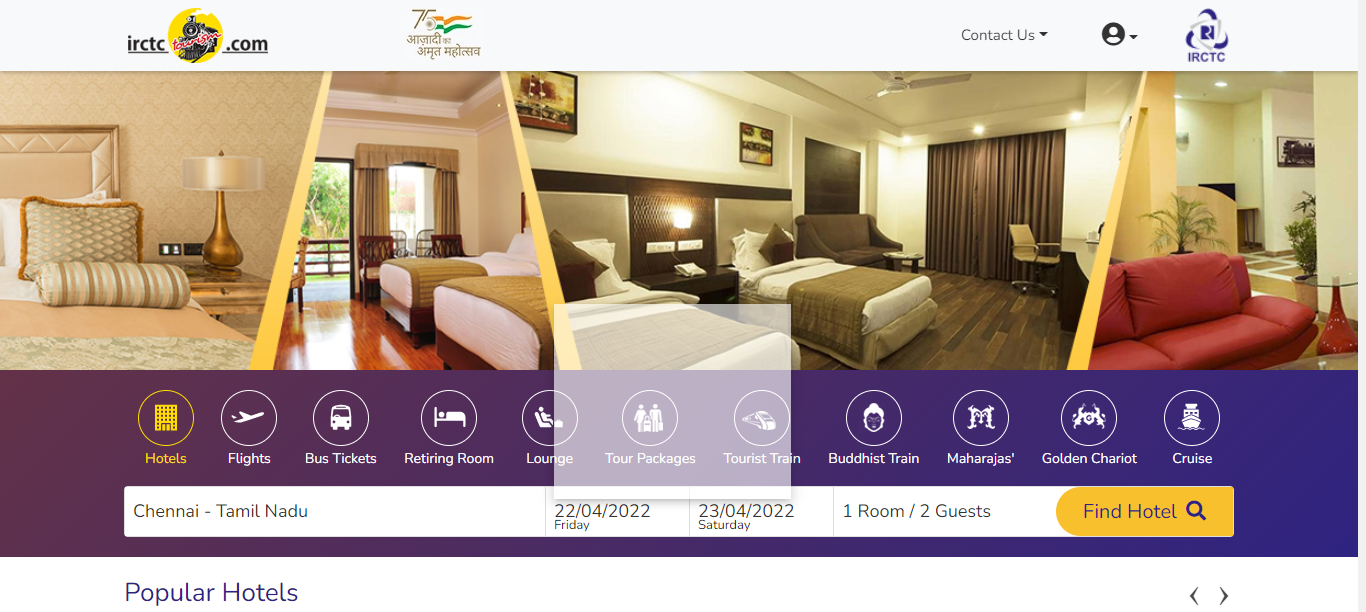 irctc tourism .com
75
आज़ादी का
अमृत महोत्सव
Contact Us
IRCTC
Hotels
Flights
Bus Tickets
Retiring Room
Lounge
Tour Packages
Tourist Train
Buddhist Train
Maharajas'
Golden Chariot
Cruise
Chennai - Tamil Nadu
22/04/2022
Friday
23/04/2022
Saturday
1 Room / 2 Guests
Find Hotel
Popular Hotels